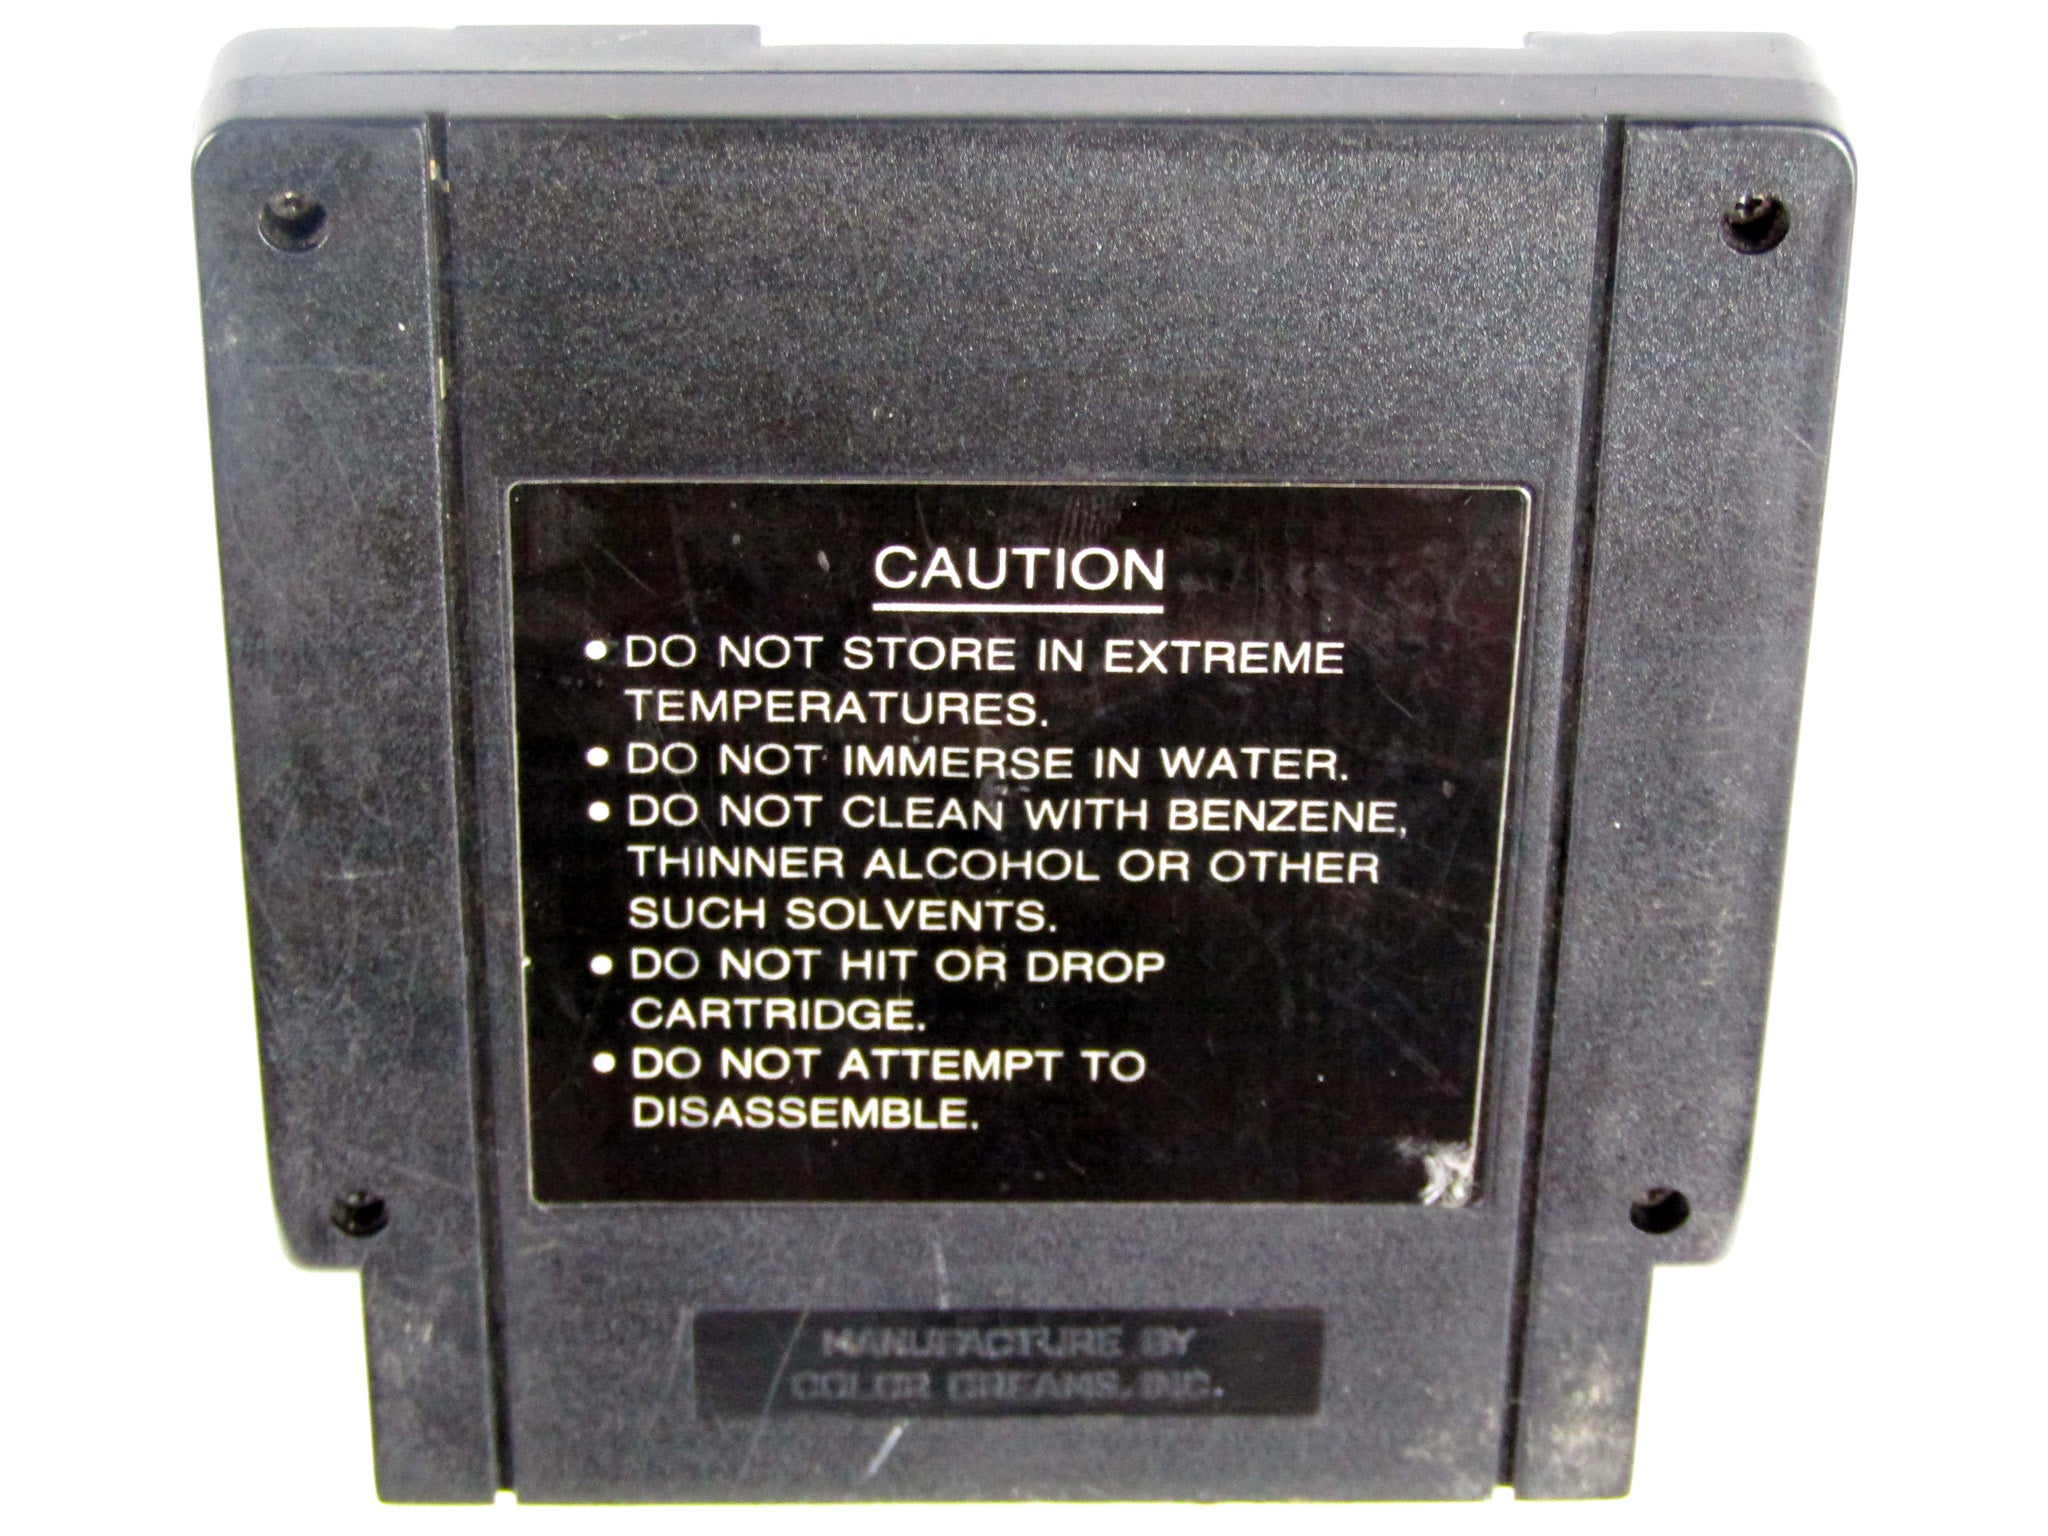 CAUTION
• DO NOT STORE IN EXTREME
TEMPERATURES.
• DO NOT IMMERSE IN WATER.
• DO NOT CLEAN WITH BENZENE,
THINNER ALCOHOL OR OTHER
SUCH SOLVENTS.
• DO NOT HIT OR DROP
CARTRIDGE.
• DO NOT ATTEMPT TO
DISASSEMBLE.
MANUFACTURE BY
COLOR DREAMS, INC.